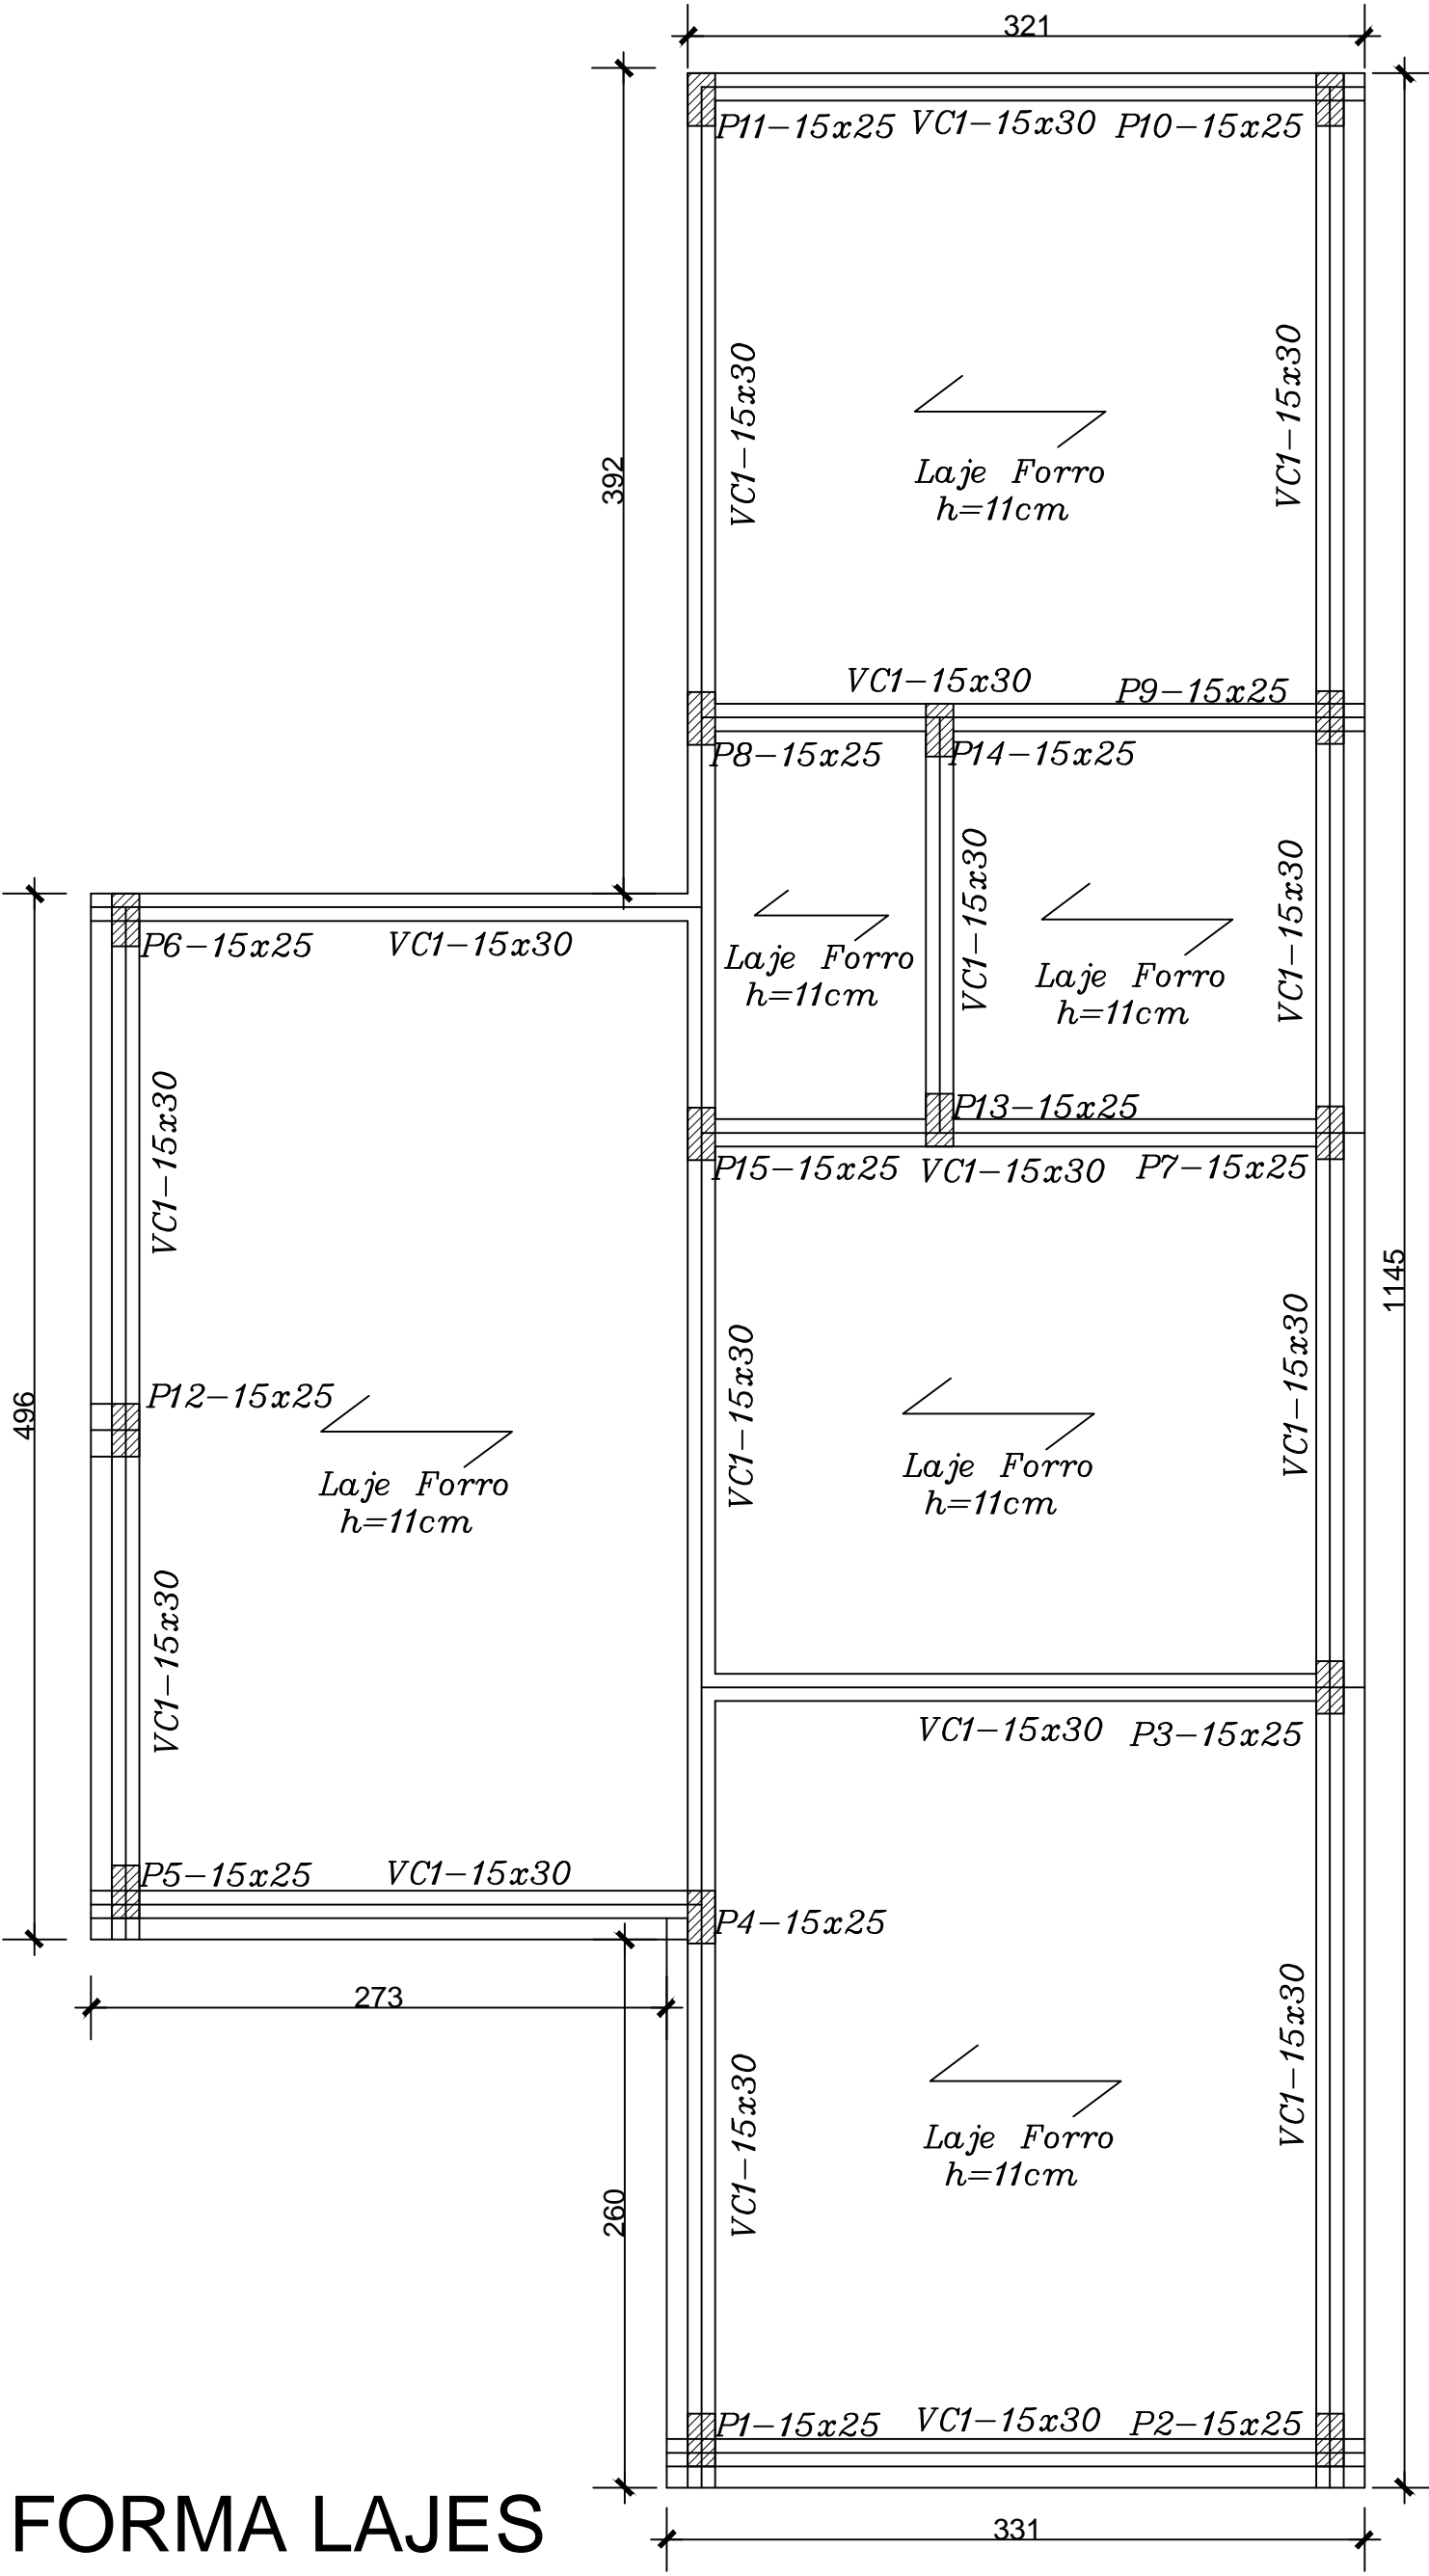 321
P11-15x25 VC1-15x30 P10-15x25
VC1-15x30
VC1-15x30
392
Laje Forro
h=11cm
VC1-15x30
P9-15x25
P8-15x25
P14-15x25
VC1-15x30
VC1-15x30
Laje Forro
h=11cm
Laje Forro
h=11cm
P6-15x25
VC1-15x30
VC1-15x30
P13-15x25
P15-15x25
VC1-15x30
P7-15x25
1145
496
P12-15x25
Laje Forro
h=11cm
VC1-15x30
VC1-15x30
Laje Forro
h=11cm
VC1-15x30
VC1-15x30
P3-15x25
P5-15x25
VC1-15x30
P4-15x25
273
VC1-15x30
VC1-15x30
260
Laje Forro
h=11cm
P1-15x25
VC1-15x30
P2-15x25
331
FORMA LAJES